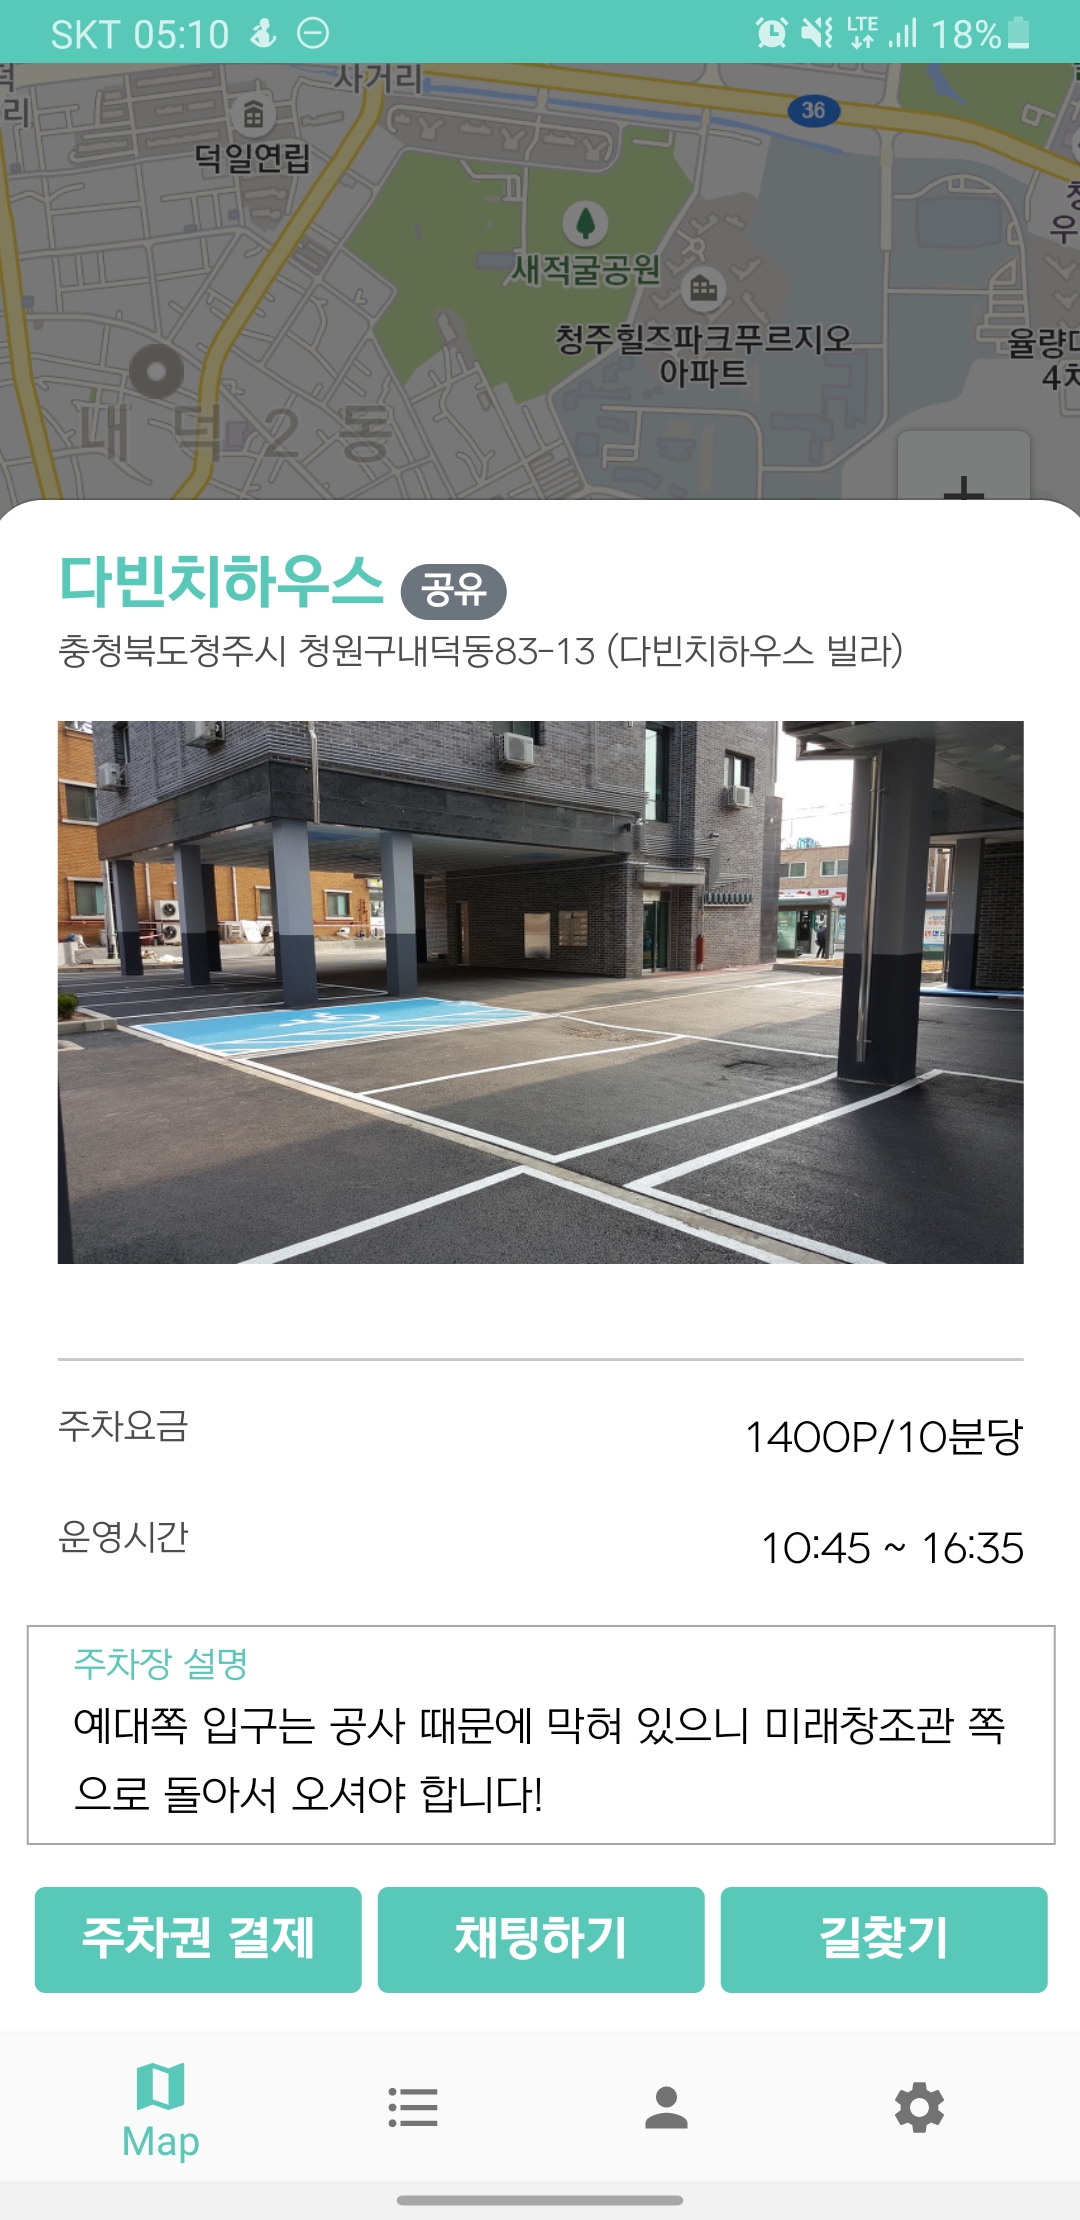 SKT 05:10
LTE
18%
사거리
36
덕일연립
새적굴공원
청주힐즈파크푸르지오
아파트
율량
4차
내덕2동
+
다빈치하우스 공유
충청북도청주시 청원구내덕동83-13 (다빈치하우스 빌라)
주차요금
1400P/10분당
운영시간
10:45 ~ 16:35
주차장 설명
예대쪽 입구는 공사 때문에 막혀 있으니 미래창조관 쪽
으로 돌아서 오셔야 합니다!
주차권 결제
채팅하기
길찾기
Map